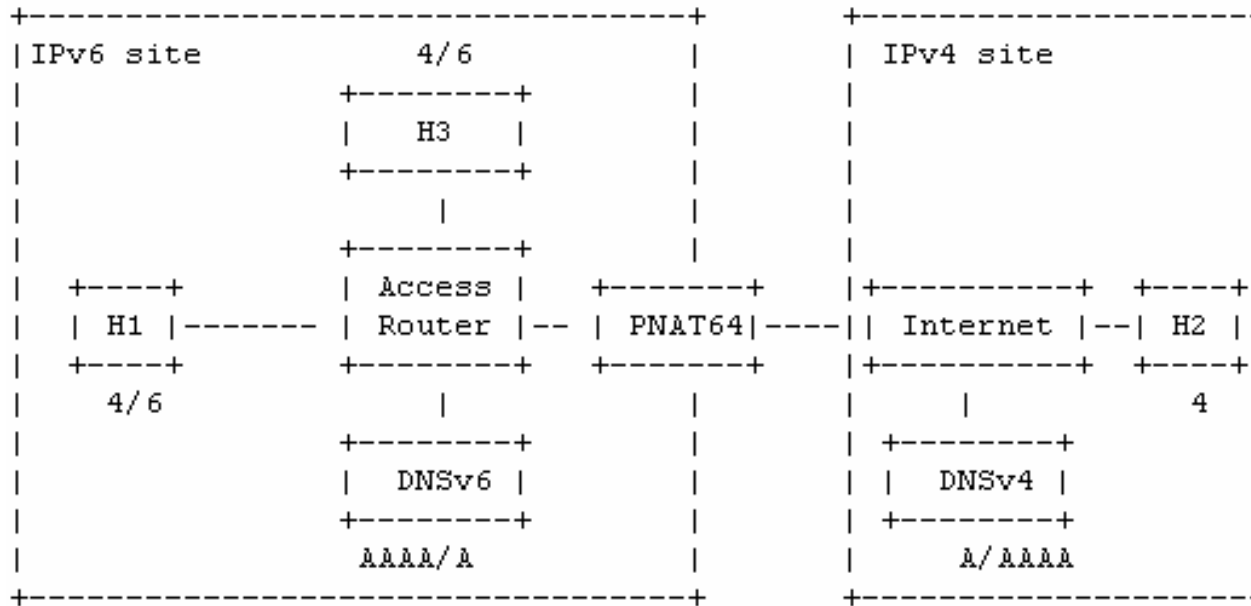 IPv6 site 4/6 IPv4 site
H3
Access
H1 Router PNAT64 Internet H2
4/6 4
DNSv6 DNSv4
AAAA/A A/AAAA